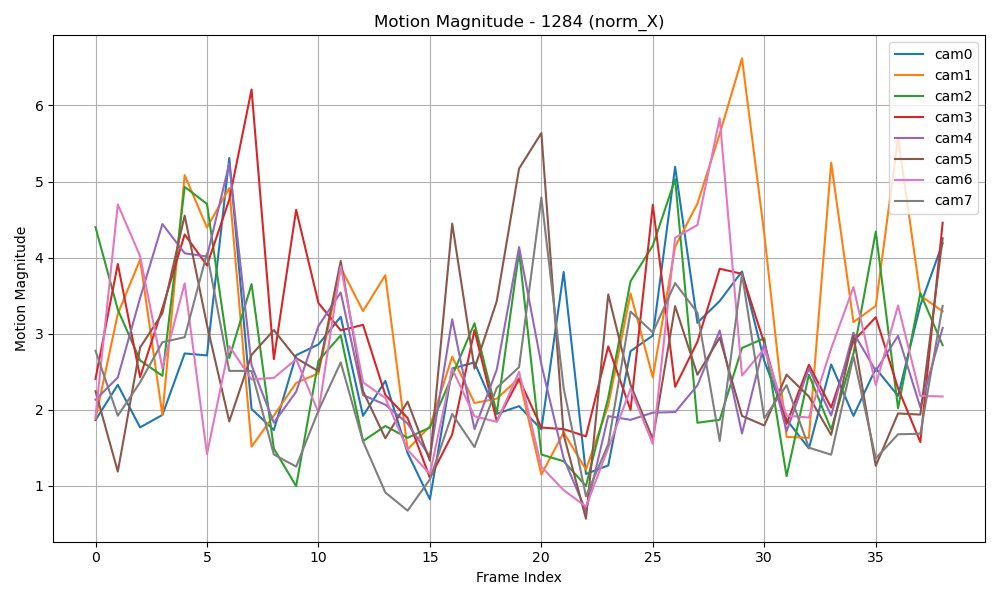 Motion Magnitude - 1284 (norm_X)
Motion Magnitude
6
5
4
3
2
1
0
5
10
15
20
25
30
35
Frame Index
cam0
cam1
cam2
cam3
cam4
cam5
cam6
cam7